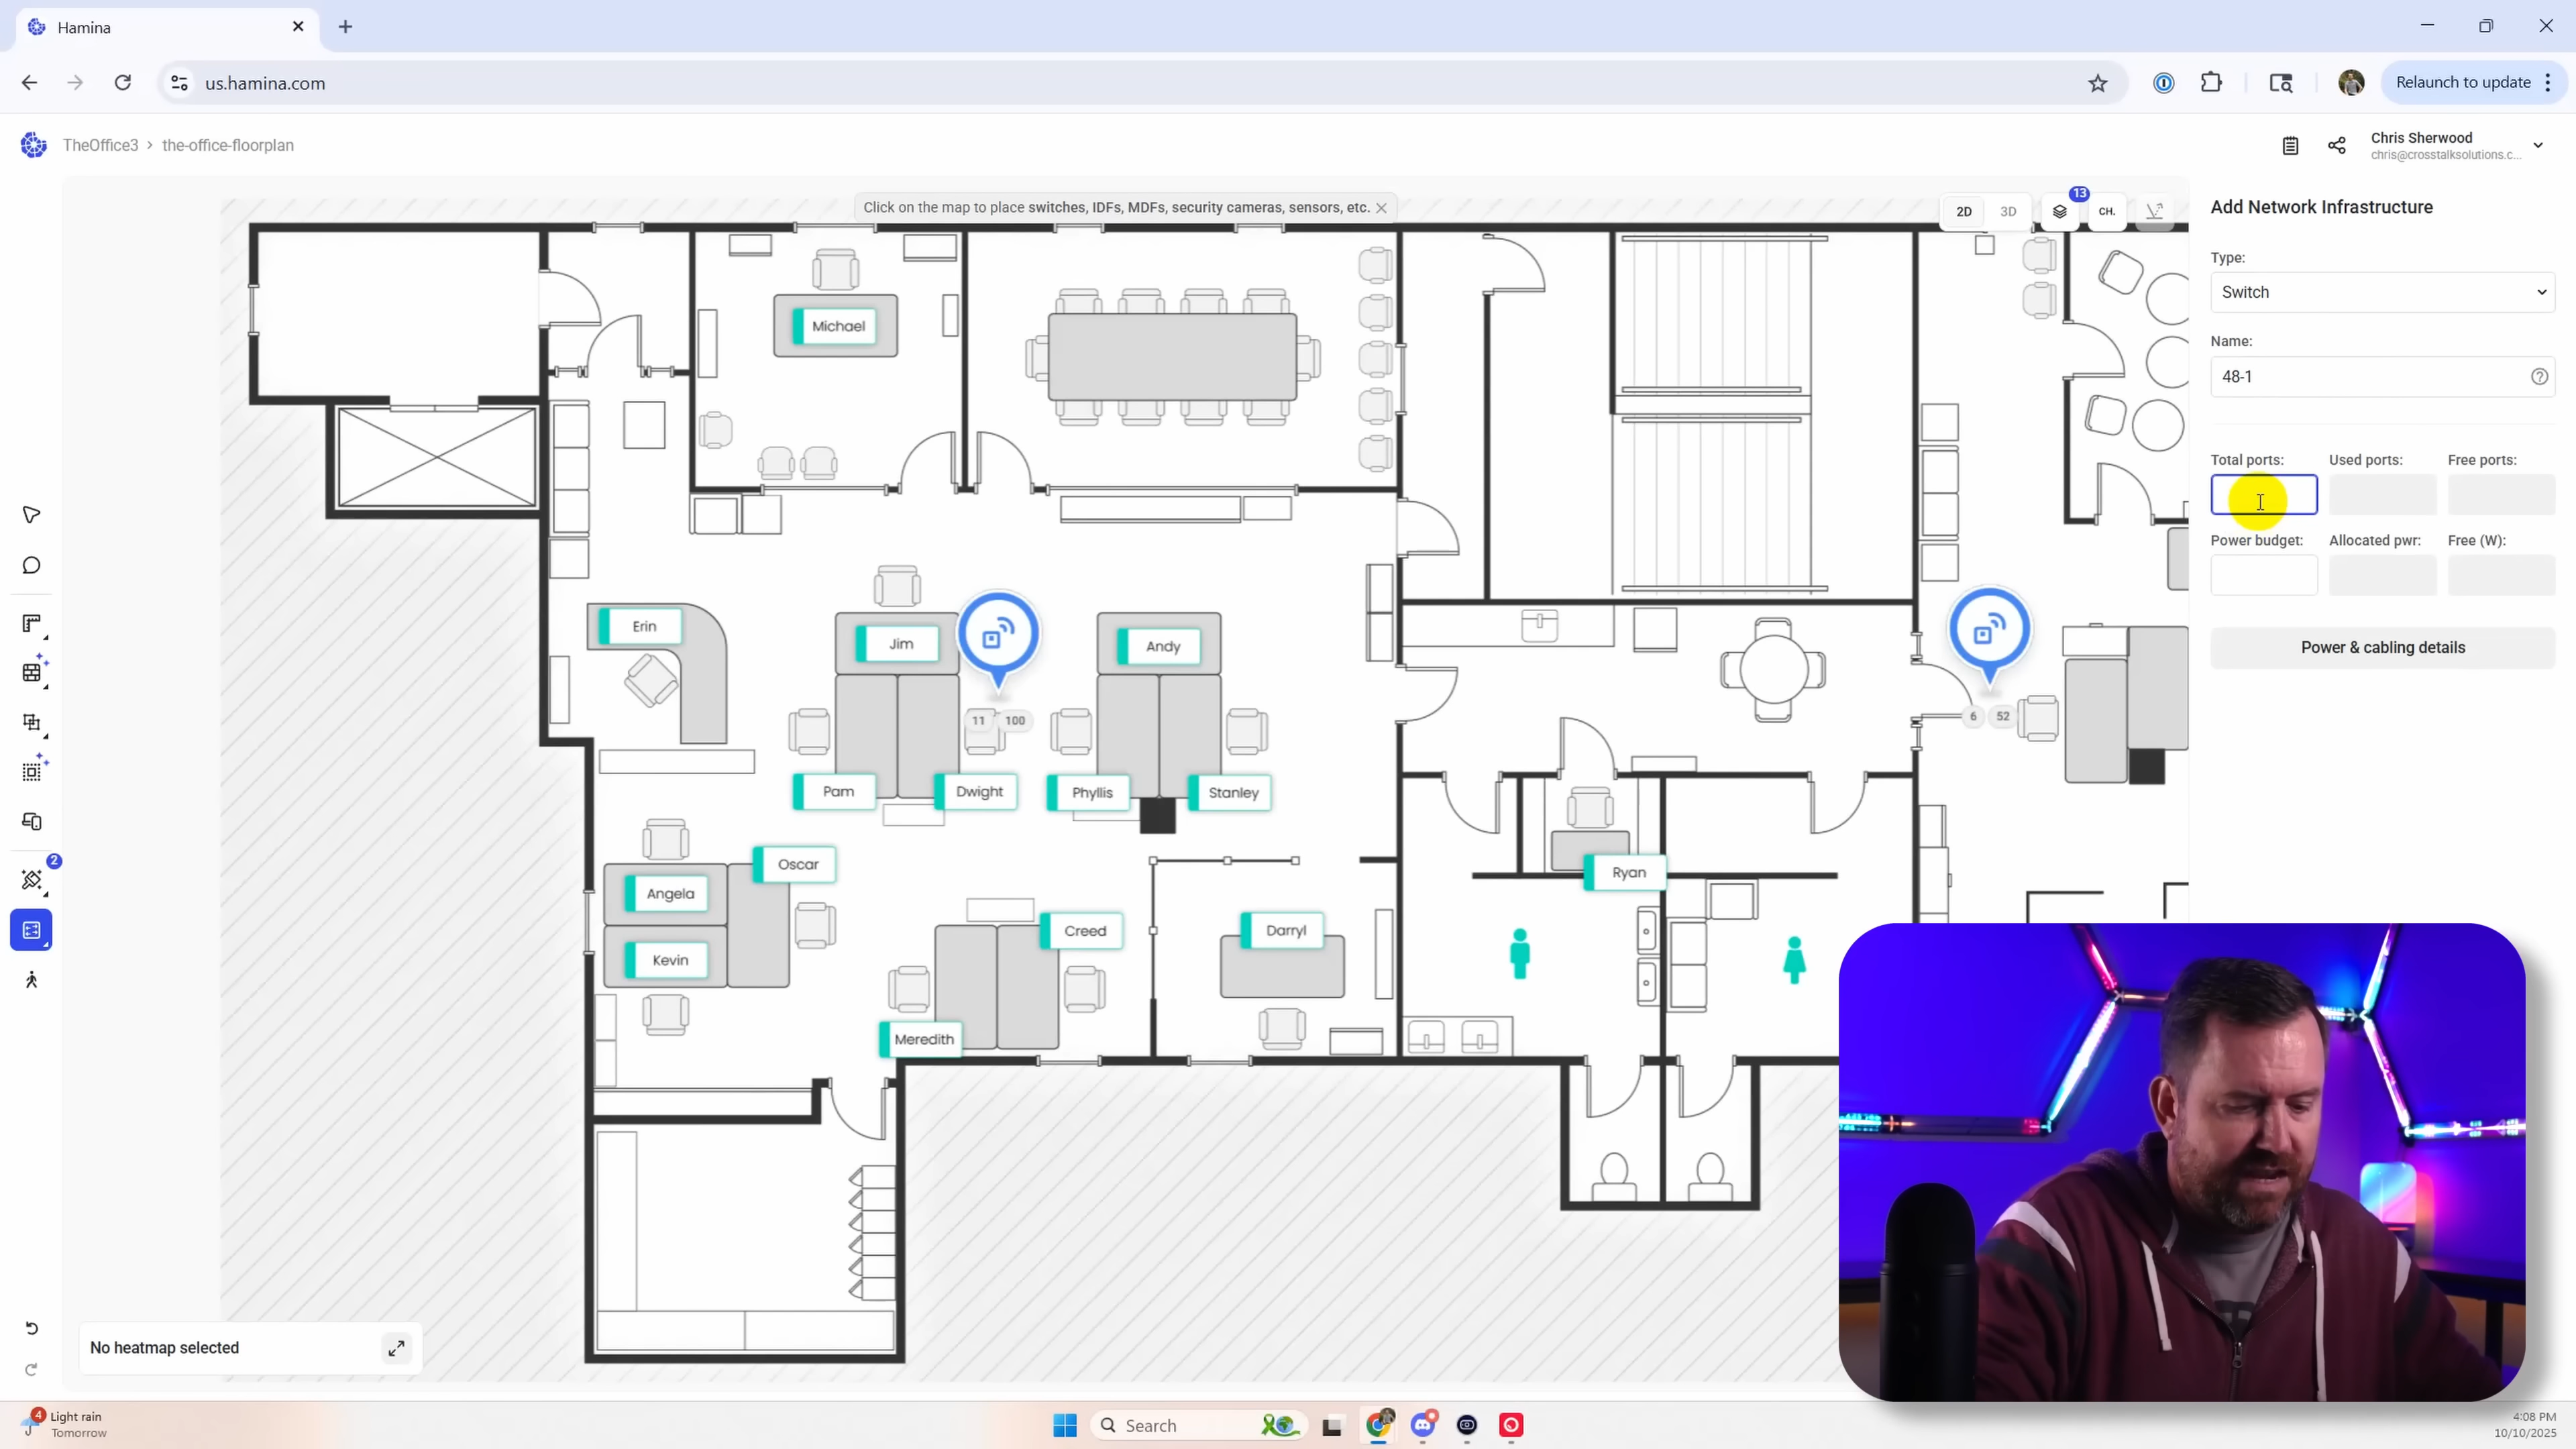 Hamina
us.hamina.com
Relaunch to update
TheOffice3 › the-office-floorplan
Chris Sherwood
chris@crosstalksolutions.c...
Click on the map to place switches, IDFs, MDFs, security cameras, sensors, etc.
2D
3D
13
CH.
Add Network Infrastructure
Type:
Switch
Name:
48-1
Total ports:
Used ports:
Free ports:
Power budget:
Allocated pwr:
Free (W):
Power & cabling details
Michael
Erin
Jim
Andy
11
100
6
52
Pam
Dwight
Phyllis
Stanley
Oscar
Angela
Kevin
Creed
Darryl
Ryan
Meredith
2
No heatmap selected
4
Light rain
Tomorrow
Search
4:08 PM
10/10/2025